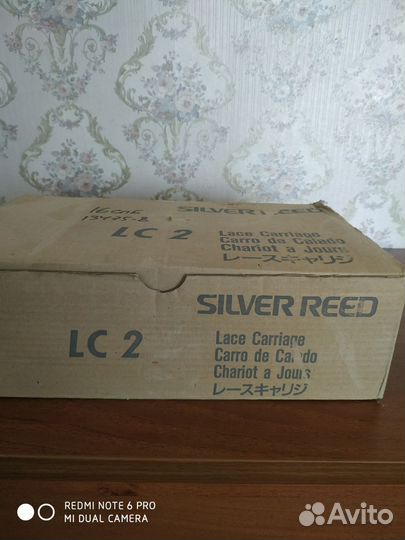 SILVER REED
LC 2
Lace Carriage
Carro de Calado
Chariot a Jours
レースキャリジ
SILVER REED
LC 2
Lace Carriage
Carro de Calado
Chariot a Jours
レースキャリジ
REDMI NOTE 6 PRO
MI DUAL CAMERA
Avito